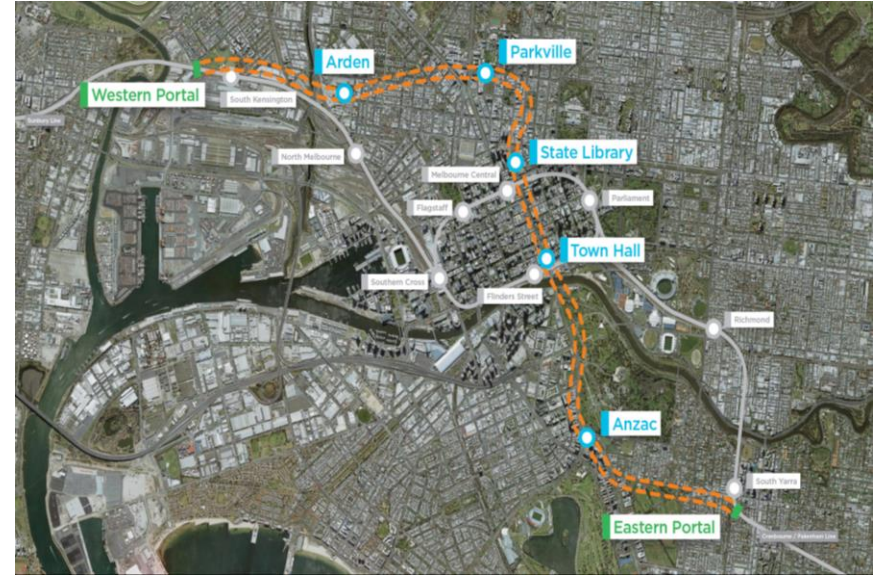 Parkville
Arden
Western Portal
South Kensington
Sunbury Line
State Library
North Melbourne
Melbourne Central
Parliament
Flagstaff
Town Hall
Southern Cross
Flinders Street
Richmond
Anzac
South Yarra
Eastern Portal
Cranbourne / Pakenham Line